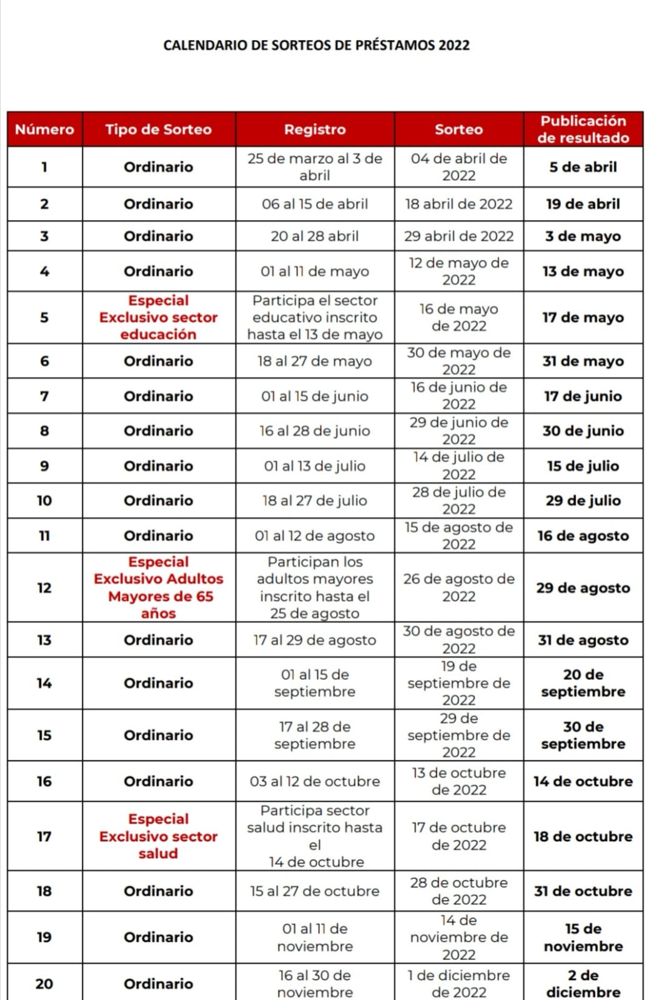 CALENDARIO DE SORTEOS DE PRÉSTAMOS 2022
Número Tipo de Sorteo Registro Sorteo Publicación de resultado
1 Ordinario 25 de marzo al 3 de abril 04 de abril de 2022 5 de abril
2 Ordinario 06 al 15 de abril 18 abril de 2022 19 de abril
3 Ordinario 20 al 28 abril 29 abril de 2022 3 de mayo
4 Ordinario 01 al 11 de mayo 12 de mayo de 2022 13 de mayo
5 Especial Exclusivo sector educación Participa el sector educativo inscrito hasta el 13 de mayo 16 de mayo de 2022 17 de mayo
6 Ordinario 18 al 27 de mayo 30 de mayo de 2022 31 de mayo
7 Ordinario 01 al 15 de junio 16 de junio de 2022 17 de junio
8 Ordinario 16 al 28 de junio 29 de junio de 2022 30 de junio
9 Ordinario 01 al 13 de julio 14 de julio de 2022 15 de julio
10 Ordinario 18 al 27 de julio 28 de julio de 2022 29 de julio
11 Ordinario 01 al 12 de agosto 15 de agosto de 2022 16 de agosto
12 Especial Exclusivo Adultos Mayores de 65 años Participan los adultos mayores inscrito hasta el 25 de agosto 26 de agosto de 2022 29 de agosto
13 Ordinario 17 al 29 de agosto 30 de agosto de 2022 31 de agosto
14 Ordinario 01 al 15 de septiembre 19 de septiembre de 2022 20 de septiembre
15 Ordinario 17 al 28 de septiembre 29 de septiembre de 2022 30 de septiembre
16 Ordinario 03 al 12 de octubre 13 de octubre de 2022 14 de octubre
17 Especial Exclusivo sector salud Participa sector salud inscrito hasta el 14 de octubre 17 de octubre de 2022 18 de octubre
18 Ordinario 15 al 27 de octubre 28 de octubre de 2022 31 de octubre
19 Ordinario 01 al 11 de noviembre 14 de noviembre de 2022 15 de noviembre
20 Ordinario 16 al 30 de noviembre 1 de diciembre de 2022 2 de diciembre